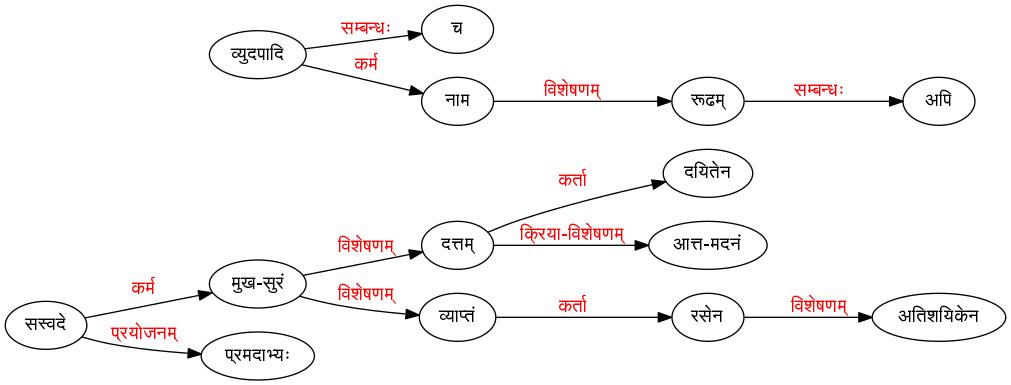 सम्बन्धः च
व्युदपादि
कर्म
नाम विशेषणम् रूढम् सम्बन्धः अपि
कर्ता दयितेन
विशेषणम् दत्तम् क्रिया-विशेषणम् आत्त-मदनं
कर्म मुख-सुरं
विशेषणम् व्याप्तं कर्ता रसेन विशेषणम् अतिशयिकेन
सस्वदे
प्रयोजनम् प्रमदाभ्यः